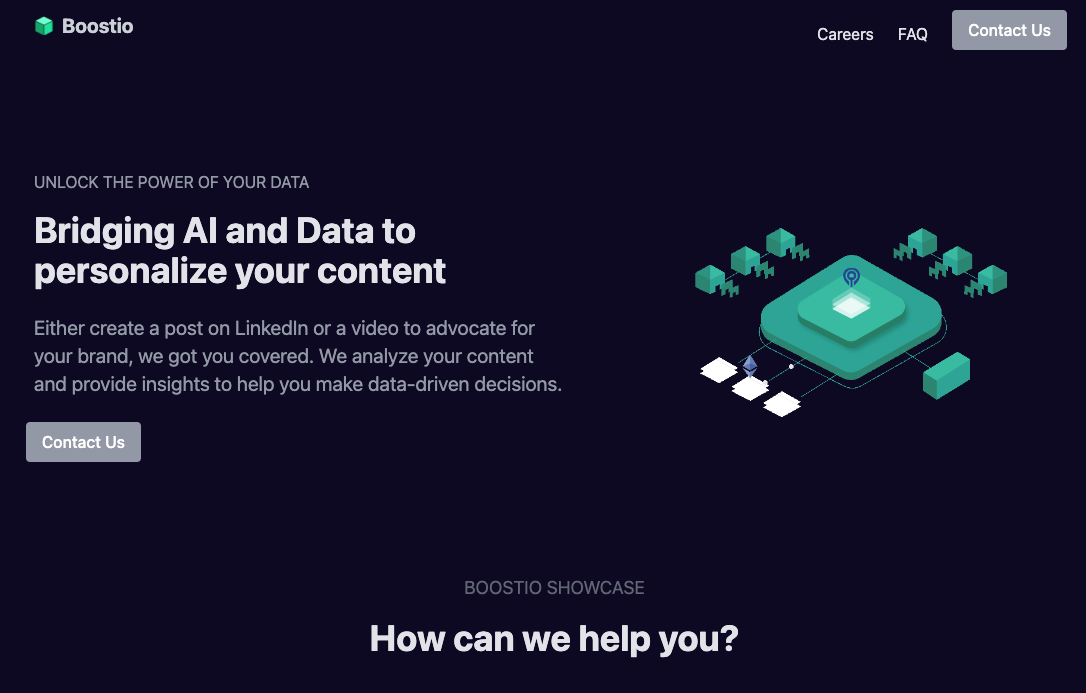 Boostio
Careers
FAQ
Contact Us
UNLOCK THE POWER OF YOUR DATA
Bridging AI and Data to
personalize your content
Either create a post on LinkedIn or a video to advocate for
your brand, we got you covered. We analyze your content
and provide insights to help you make data-driven decisions.
Contact Us
BOOSTIO SHOWCASE
How can we help you?